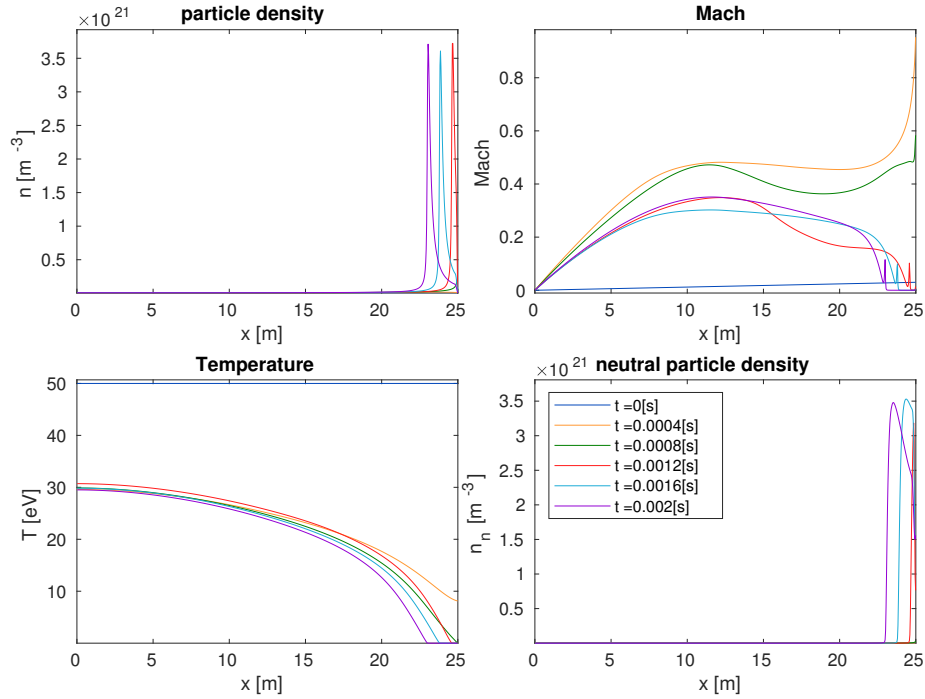 particle density
× 10 21
3.5
3
2.5
2
1.5
1
0.5
n [m -3]
0 5 10 15 20 25
x [m]
Mach
0.8
0.6
0.4
0.2
0
Mach
0 5 10 15 20 25
x [m]
Temperature
50
40
30
20
10
T [eV]
0 5 10 15 20 25
x [m]
neutral particle density
× 10 21
3.5
3
2.5
2
1.5
1
0.5
n n [m -3]
t =0[s]
t =0.0004[s]
t =0.0008[s]
t =0.0012[s]
t =0.0016[s]
t =0.002[s]
0 5 10 15 20 25
x [m]